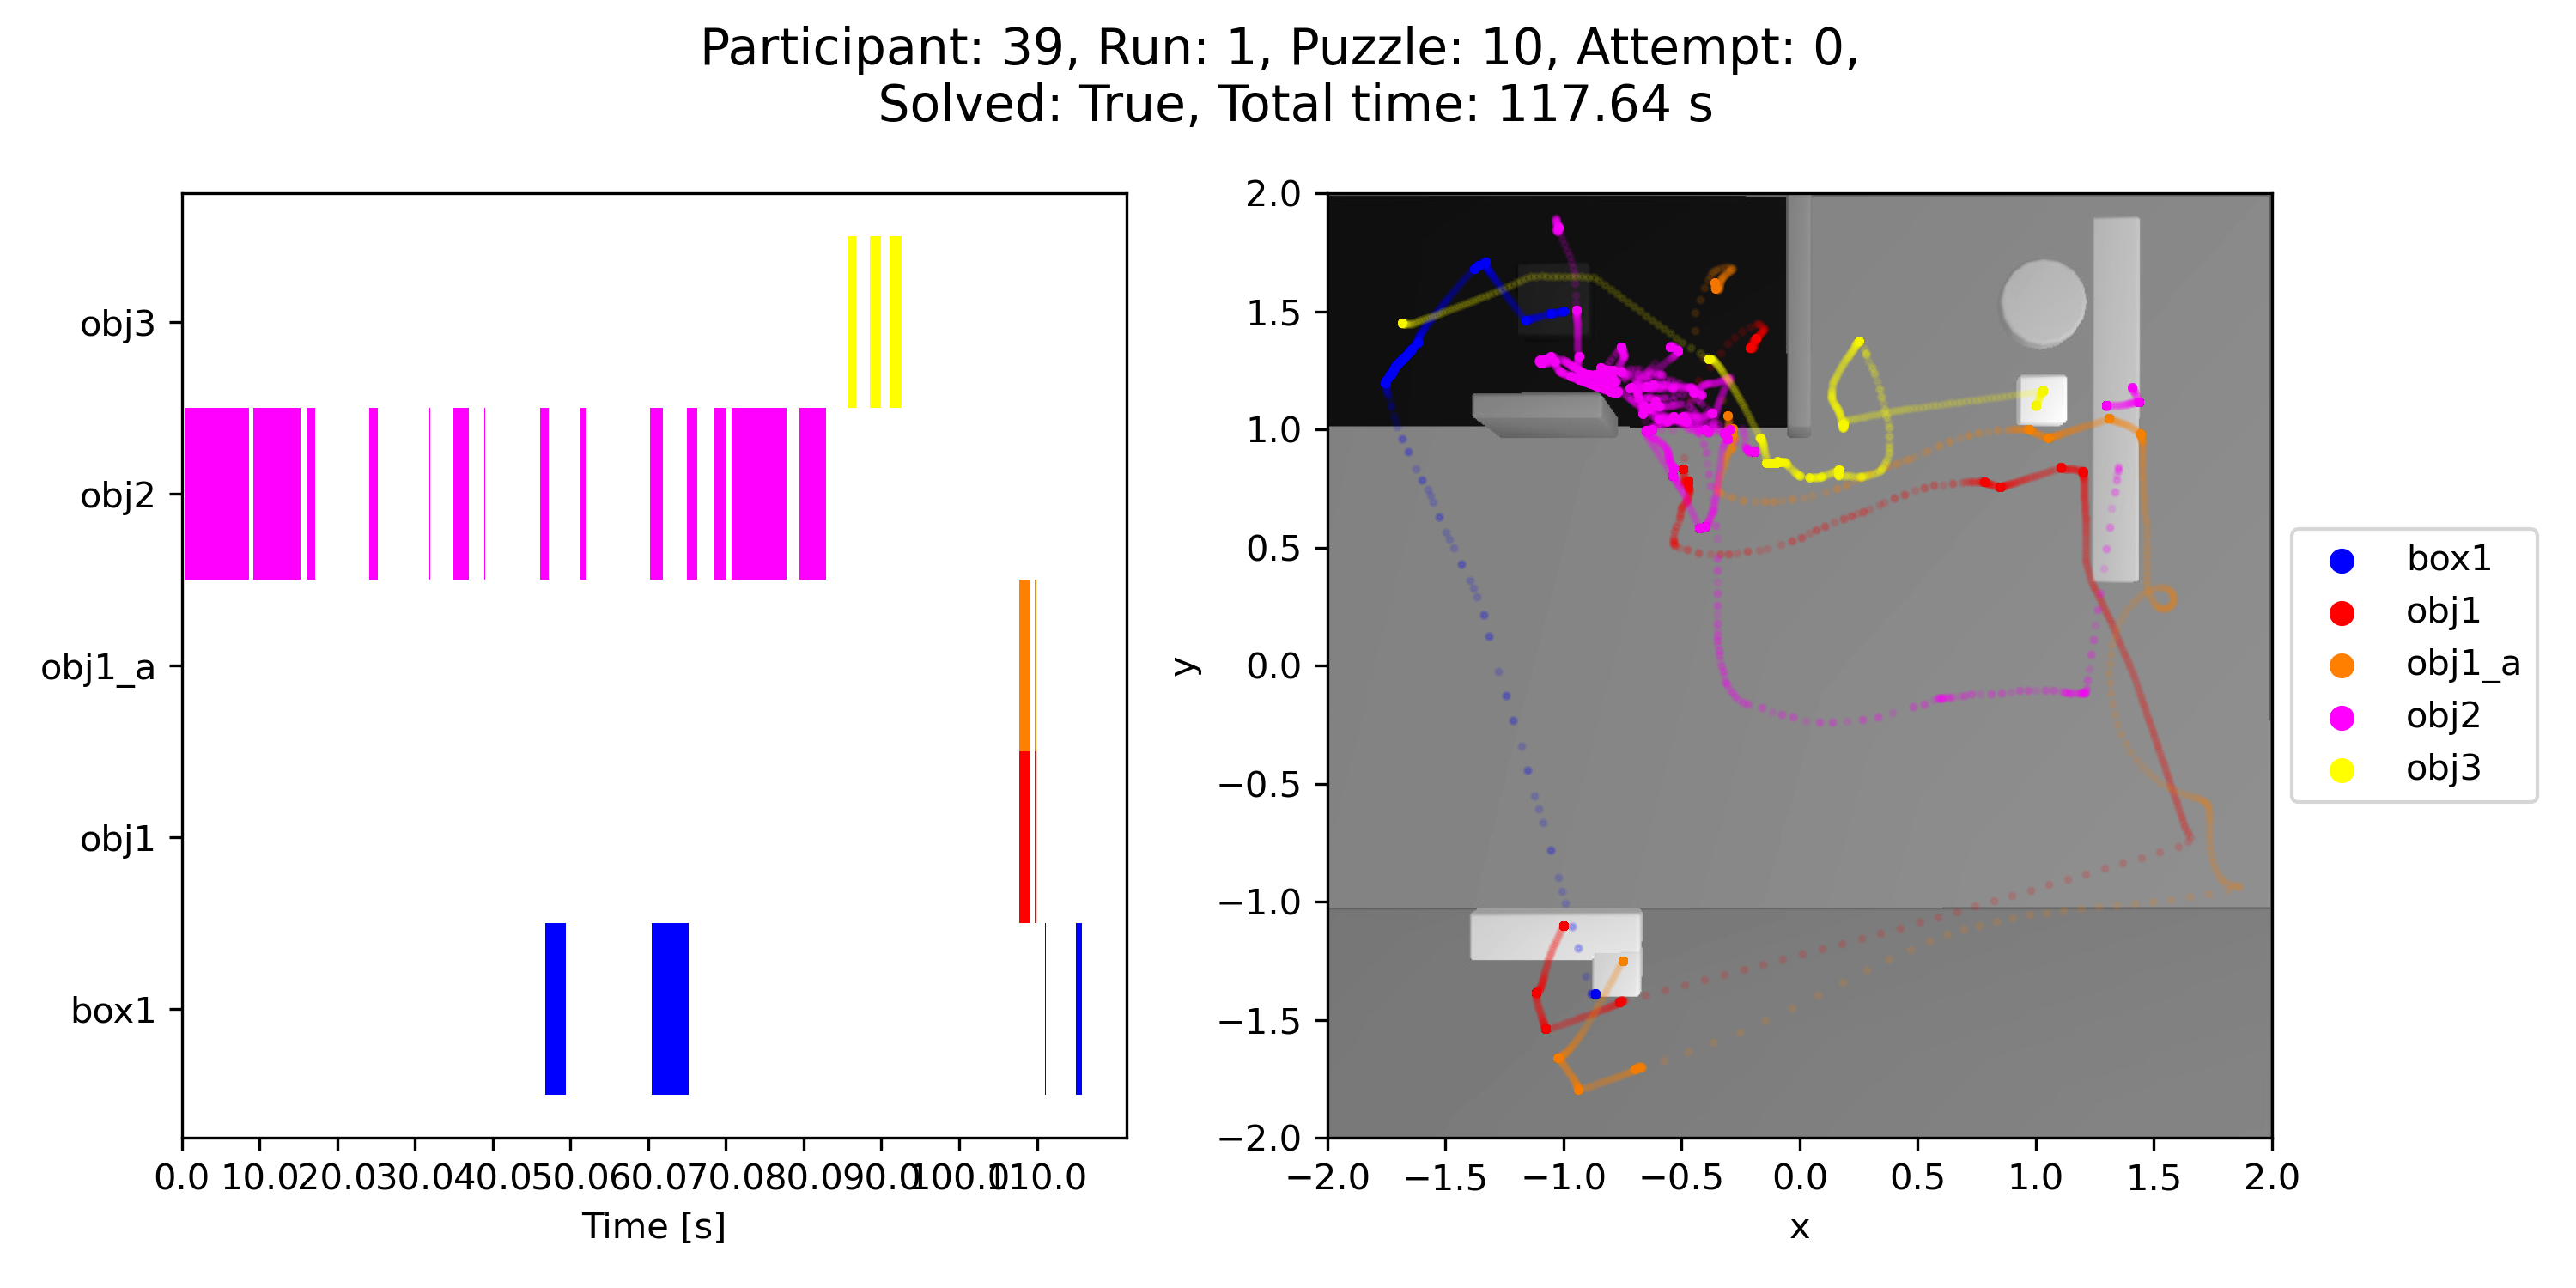 Participant: 39, Run: 1, Puzzle: 10, Attempt: 0,
Solved: True, Total time: 117.64 s
obj3
obj2
obj1_a
obj1
box1
0.0 10.0 20.0 30.0 40.0 50.0 60.0 70.0 80.0 90.0 100.0 110.0
Time [s]
2.0
1.5
1.0
0.5
0.0
−0.5
−1.0
−1.5
−2.0
y
−2.0 −1.5 −1.0 −0.5 0.0 0.5 1.0 1.5 2.0
x
box1
obj1
obj1_a
obj2
obj3